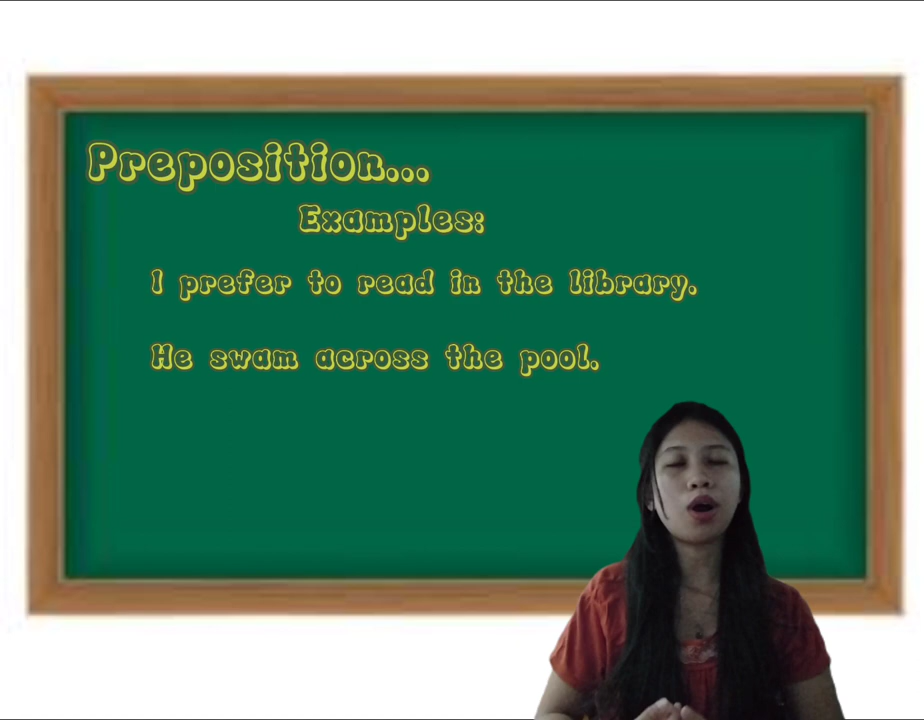 Preposition...
Examples:
I prefer to read in the library.
He swam across the pool.